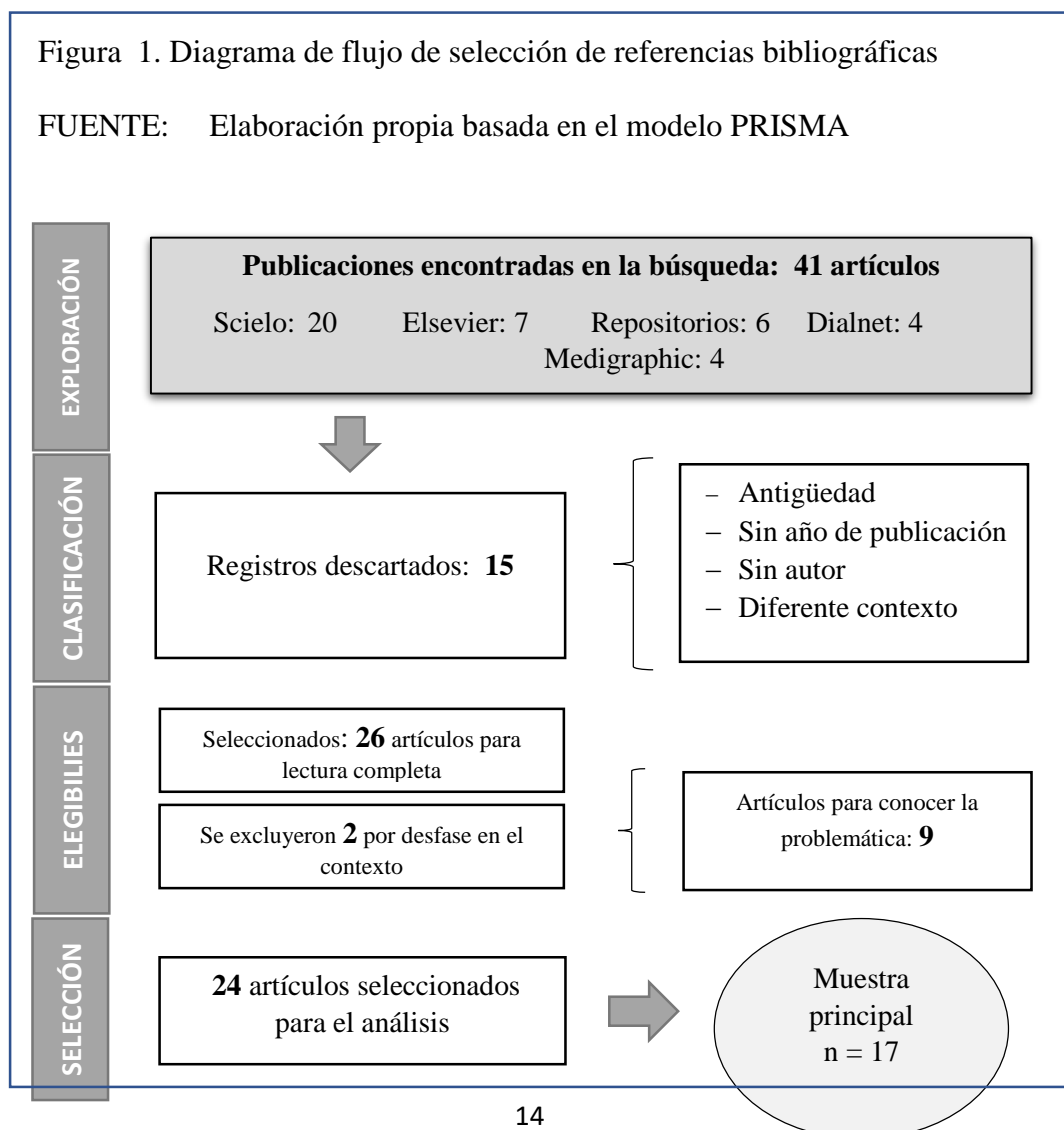 Figura 1. Diagrama de flujo de selección de referencias bibliográficas
FUENTE: Elaboración propia basada en el modelo PRISMA
EXPLORACIÓN
Publicaciones encontradas en la búsqueda: 41 artículos
Scielo: 20 Elsevier: 7 Repositorios: 6 Dialnet: 4
Medigraphic: 4
CLASIFICACIÓN
Registros descartados: 15
– Antigüedad
– Sin año de publicación
– Sin autor
– Diferente contexto
ELEGIBILIES
Seleccionados: 26 artículos para
lectura completa
Se excluyeron 2 por desfase en el
contexto
Artículos para conocer la
problemática: 9
SELECCIÓN
24 artículos seleccionados
para el análisis
Muestra
principal
n = 17
14